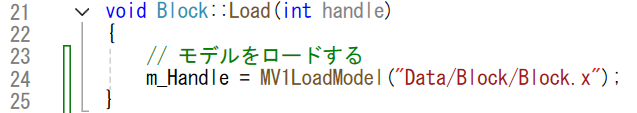 21 void Block::Load(int handle)
22 {
23 // モデルをロードする
24 m_Handle = MV1LoadModel("Data/Block/Block.x");
25 }